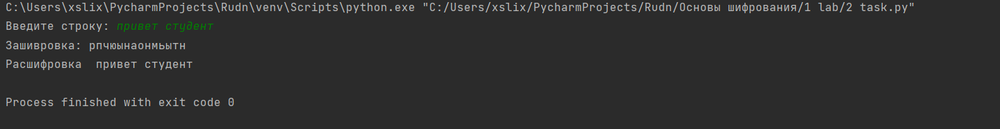 C:\Users\xslix\PycharmProjects\Rudn\venv\Scripts\python.exe "C:/Users/xslix/PycharmProjects/Rudn/Основы шифрования/1 lab/2 task.py"
Введите строку: привет студент
Зашивровка: рпчюынаонмьытн
Расшифровка  привет студент
Process finished with exit code 0